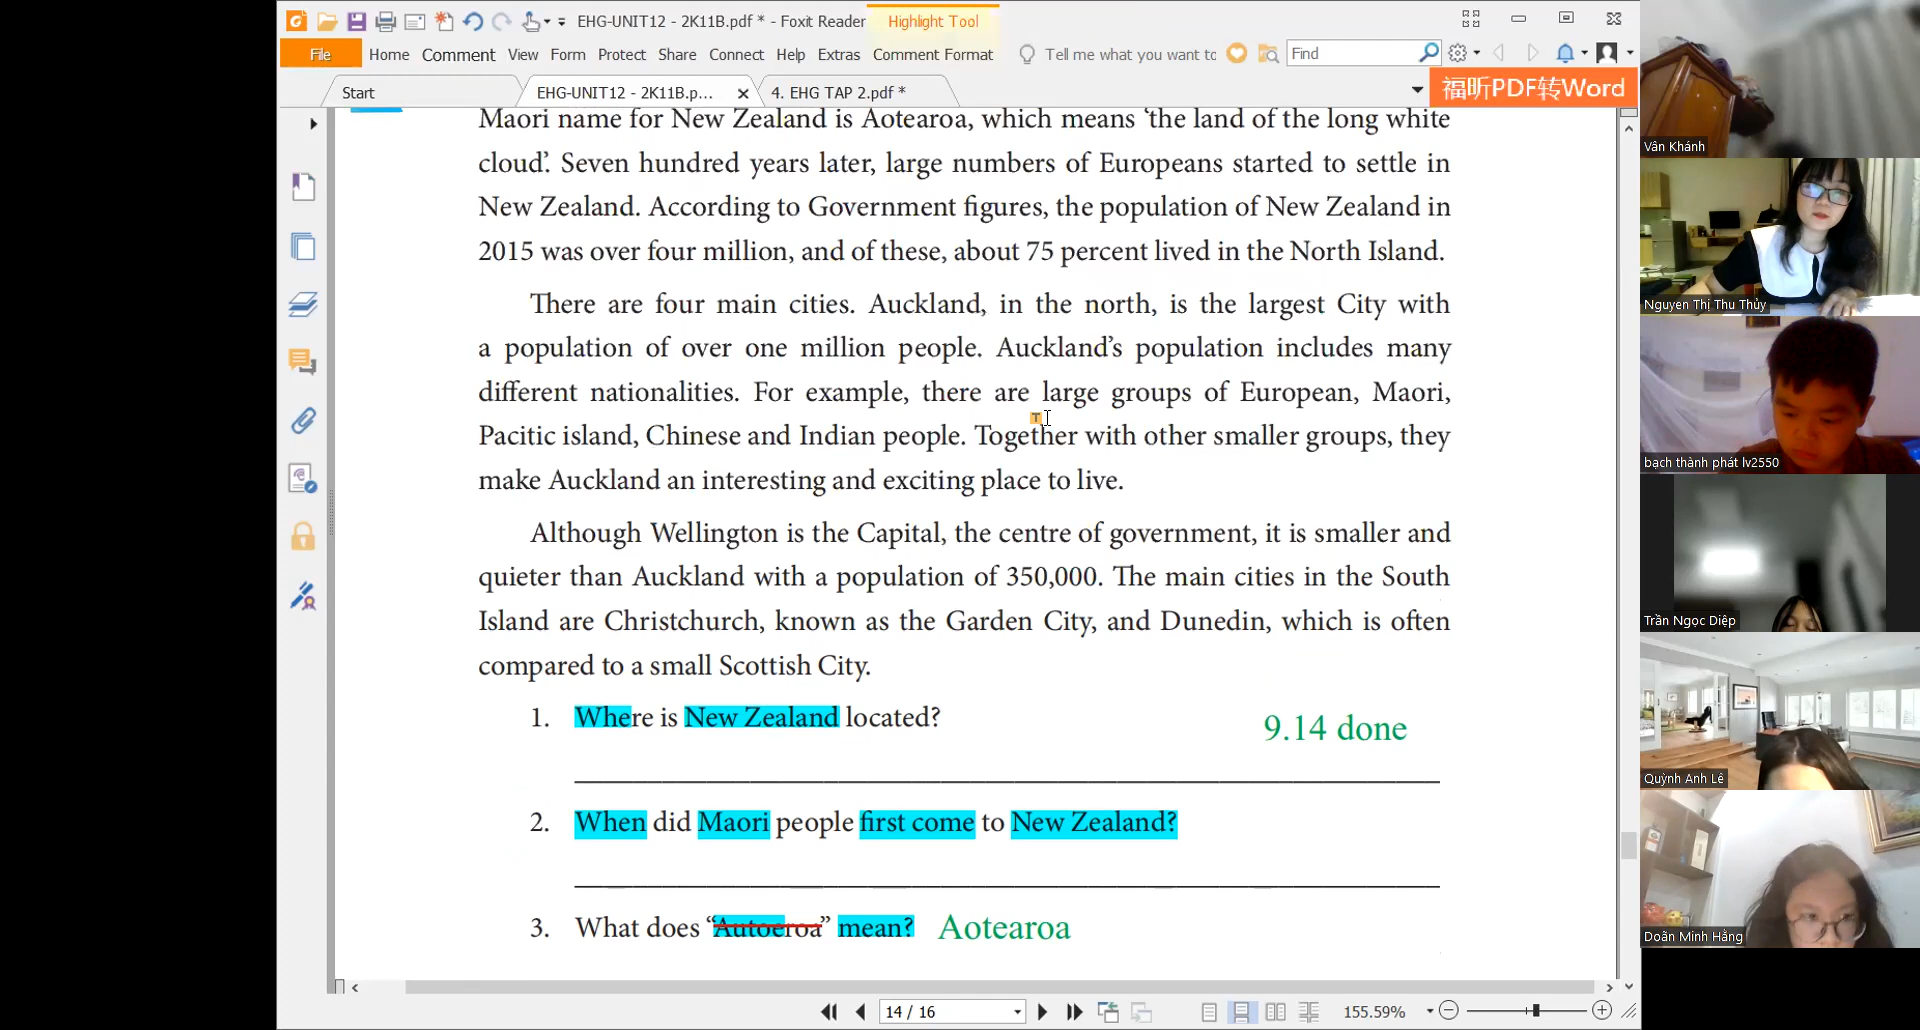 EHG-UNIT12 - 2K11B.pdf * - Foxit Reader
Highlight Tool
File
Home
Comment
View
Form
Protect
Share
Connect
Help
Extras
Comment Format
Tell me what you want to
Find
Start
EHG-UNIT12 - 2K11B.p...
4. EHG TAP 2.pdf *
福昕PDF转Word
Maori name for New Zealand is Aotearoa, which means ‘the land of the long white
cloud’. Seven hundred years later, large numbers of Europeans started to settle in
New Zealand. According to Government figures, the population of New Zealand in
2015 was over four million, and of these, about 75 percent lived in the North Island.
There are four main cities. Auckland, in the north, is the largest City with
a population of over one million people. Auckland’s population includes many
different nationalities. For example, there are large groups of European, Maori,
Pacitic island, Chinese and Indian people. Together with other smaller groups, they
make Auckland an interesting and exciting place to live.
Although Wellington is the Capital, the centre of government, it is smaller and
quieter than Auckland with a population of 350,000. The main cities in the South
Island are Christchurch, known as the Garden City, and Dunedin, which is often
compared to a small Scottish City.
1. Where is New Zealand located?
9.14 done
2. When did Maori people first come to New Zealand?
3. What does “Autoeroa” mean? Aotearoa
14 / 16
155.59%
Vân Khánh
Nguyen Thị Thu Thủy
bạch thành phát lv2550
Trần Ngọc Diệp
Quỳnh Anh Lê
Doãn Minh Hằng